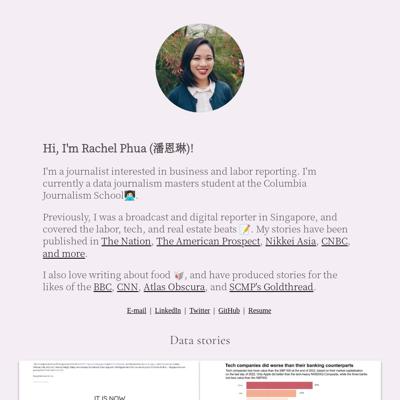 Hi, I'm Rachel Phua (潘恩琳)!
I'm a journalist interested in business and labor reporting. I'm
currently a data journalism masters student at the Columbia
Journalism School👩🏻‍💻.
Previously, I was a broadcast and digital reporter in Singapore, and
covered the labor, tech, and real estate beats 📝. My stories have been
published in The Nation, The American Prospect, Nikkei Asia, CNBC,
and more.
I also love writing about food 🥡, and have produced stories for the
likes of the BBC, CNN, Atlas Obscura, and SCMP's Goldthread.
E-mail | LinkedIn | Twitter | GitHub | Resume
Data stories
IT IS NOW
Tech companies did worse than their banking counterparts